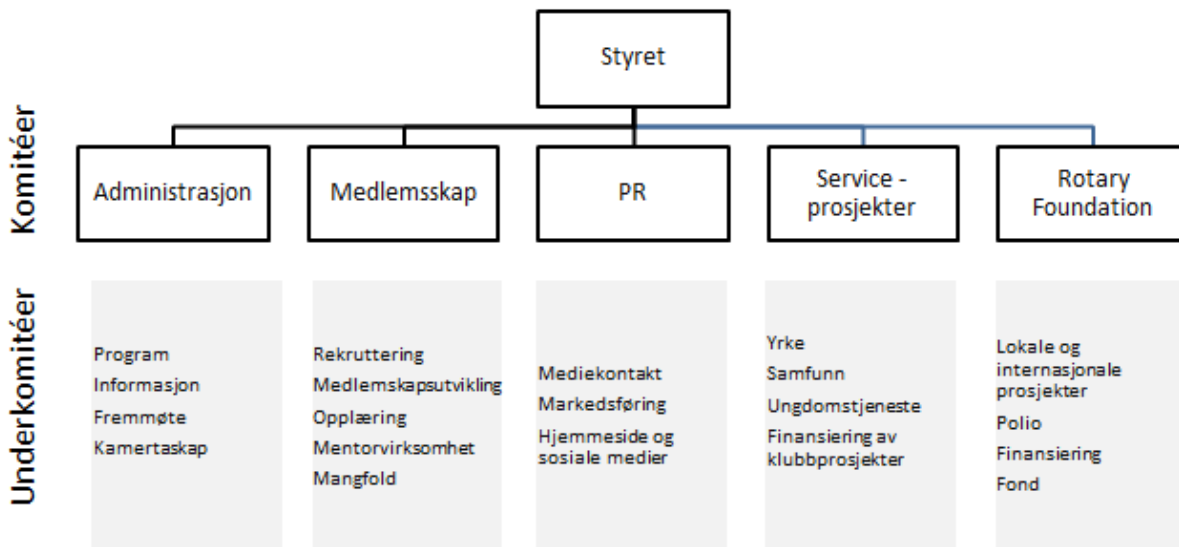 Styret
Komitéer
Administrasjon
Medlemsskap
PR
Service -
prosjekter
Rotary
Foundation
Underkomitéer
Program
Informasjon
Fremmøte
Kamertaskap
Rekruttering
Medlemskapsutvikling
Opplæring
Mentorvirksomhet
Mangfold
Mediekontakt
Markedsføring
Hjemmeside og
sosiale medier
Yrke
Samfunn
Ungdomstjeneste
Finansiering av
klubbprosjekter
Lokale og
internasjonale
prosjekter
Polio
Finansiering
Fond